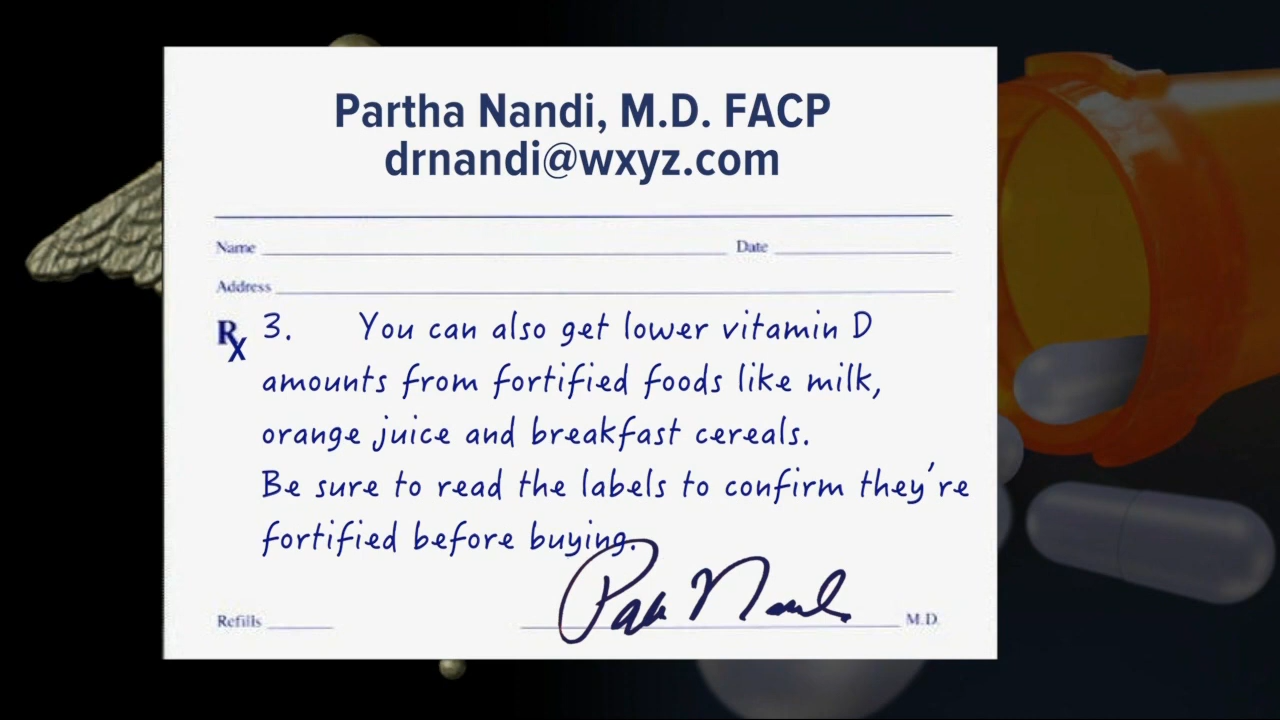 Partha Nandi, M.D. FACP
drnandi@wxyz.com
Name Date
Address
Rx 3. You can also get lower vitamin D
amounts from fortified foods like milk,
orange juice and breakfast cereals.
Be sure to read the labels to confirm they're
fortified before buying.
Refills M.D.